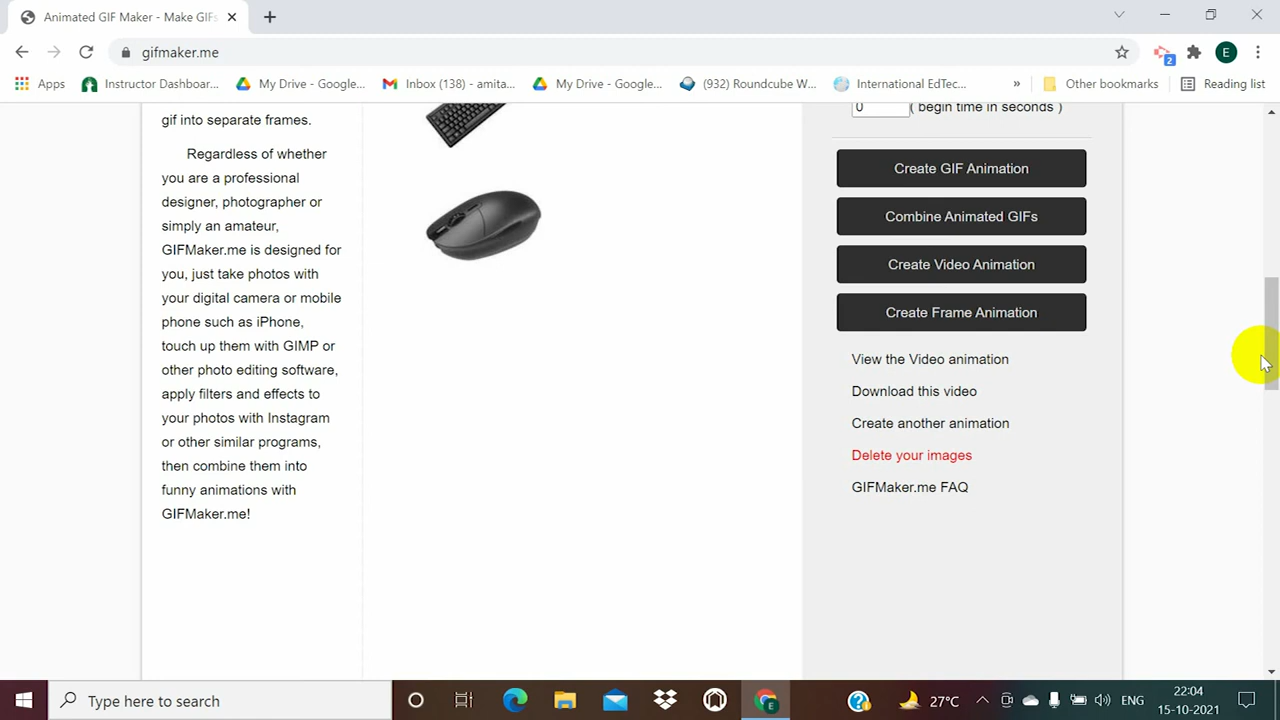 Animated GIF Maker - Make GIFs
gifmaker.me
2
E
Apps
Instructor Dashboar...
My Drive - Google...
Inbox (138) - amita...
My Drive - Google...
(932) Roundcube W...
International EdTec...
»
Other bookmarks
Reading list
gif into separate frames.
Regardless of whether
you are a professional
designer, photographer or
simply an amateur,
GIFMaker.me is designed for
you, just take photos with
your digital camera or mobile
phone such as iPhone,
touch up them with GIMP or
other photo editing software,
apply filters and effects to
your photos with Instagram
or other similar programs,
then combine them into
funny animations with
GIFMaker.me!
0 ( begin time in seconds )
Create GIF Animation
Combine Animated GIFs
Create Video Animation
Create Frame Animation
View the Video animation
Download this video
Create another animation
Delete your images
GIFMaker.me FAQ
Type here to search
E
27°C
ENG
22:04
15-10-2021